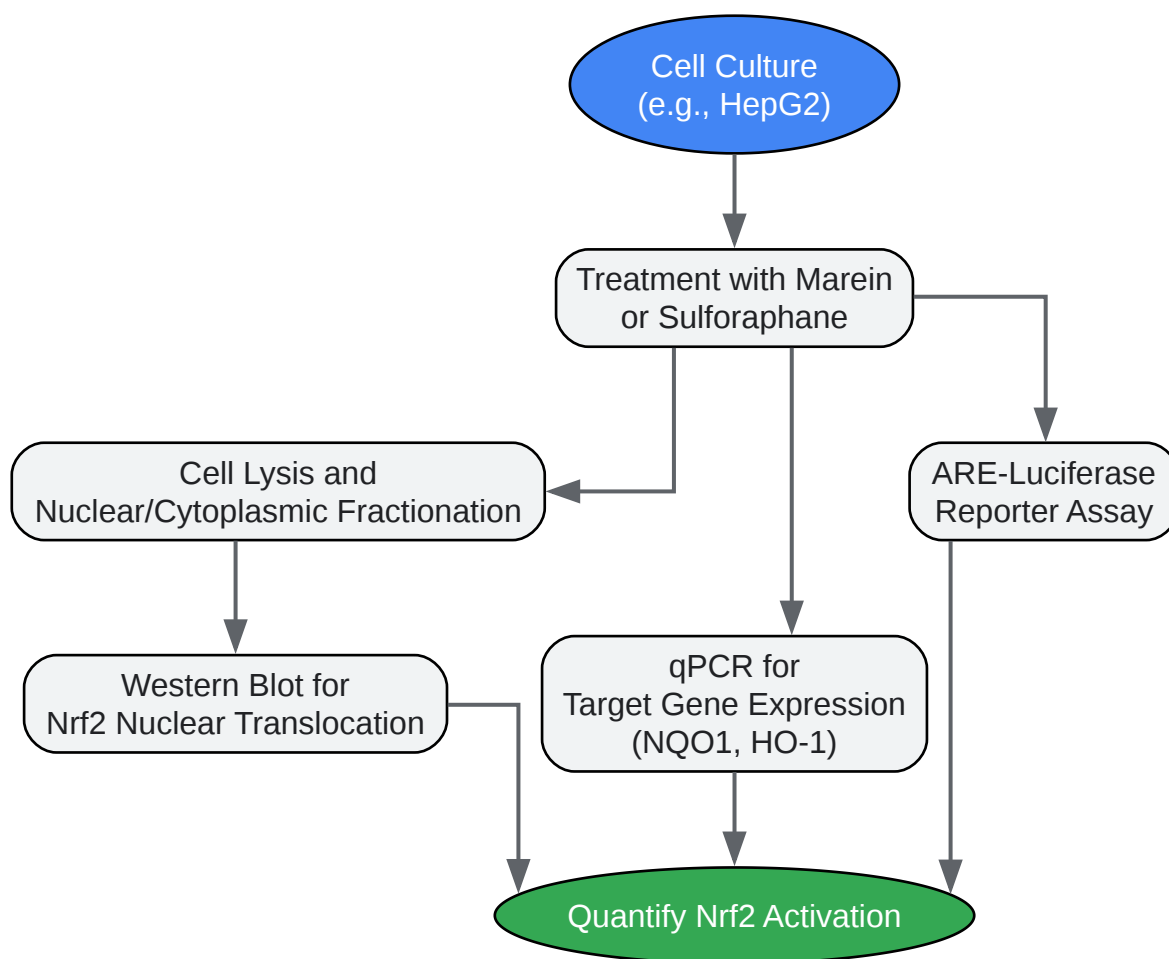 Cell Culture
(e.g., HepG2)
Treatment with Marein
or Sulforaphane
Cell Lysis and
Nuclear/Cytoplasmic Fractionation
ARE-Luciferase
Reporter Assay
Western Blot for
Nrf2 Nuclear Translocation
qPCR for
Target Gene Expression
(NQO1, HO-1)
Quantify Nrf2 Activation